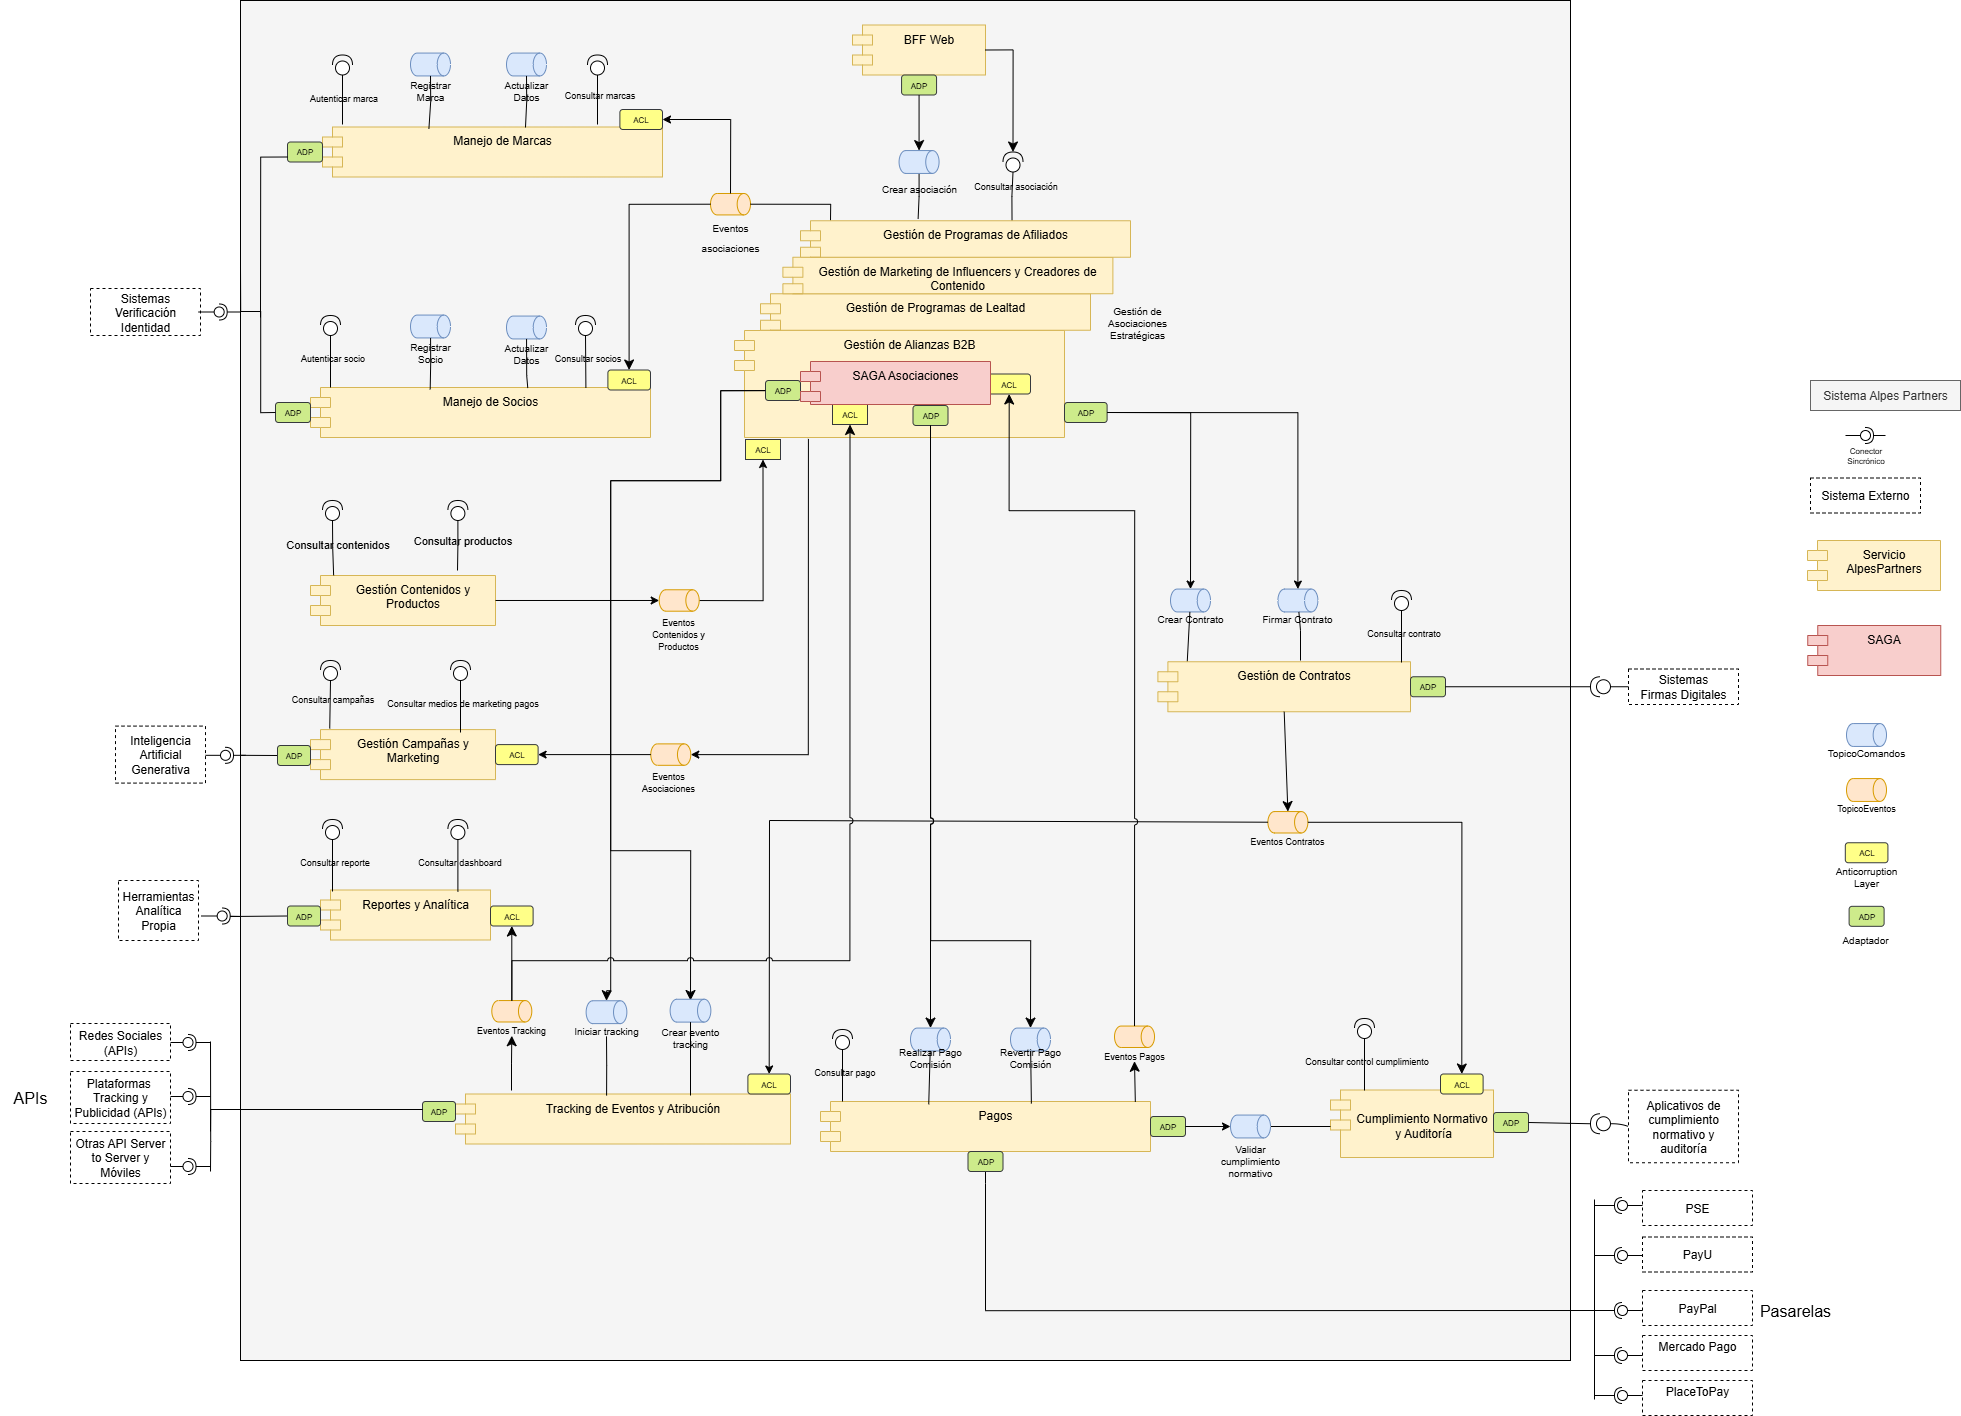 BFF Web
ADP
Autenticar marca
Registrar
Marca
Actualizar
Datos
Consultar marcas
ACL
ADP
Manejo de Marcas
Crear asociación
Consultar asociación
Eventos
asociaciones
Gestión de Programas de Afiliados
Gestión de Marketing de Influencers y Creadores de
Contenido
Gestión de Programas de Lealtad
Gestión de
Asociaciones
Estratégicas
Gestión de Alianzas B2B
SAGA Asociaciones
ADP
ACL
ACL
ADP
ADP
ACL
Sistemas
Verificación
Identidad
Autenticar socio
Registrar
Socio
Actualizar
Datos
Consultar socios
ACL
ADP
Manejo de Socios
Consultar contenidos
Consultar productos
Gestión Contenidos y
Productos
Eventos
Contenidos y
Productos
Crear Contrato
Firmar Contrato
Consultar contrato
Gestión de Contratos
ADP
Sistemas
Firmas Digitales
Consultar campañas
Consultar medios de marketing pagos
Inteligencia
Artificial
Generativa
ADP
Gestión Campañas y
Marketing
ACL
Eventos
Asociaciones
Eventos Contratos
Consultar reporte
Consultar dashboard
Herramientas
Analítica
Propia
ADP
Reportes y Analítica
ACL
Eventos Tracking
Iniciar tracking
Crear evento
tracking
APIs
Redes Sociales
(APIs)
Plataformas
Tracking y
Publicidad (APIs)
Otras API Server
to Server y
Móviles
ADP
Tracking de Eventos y Atribución
ACL
Consultar pago
Realizar Pago
Comisión
Revertir Pago
Comisión
Eventos Pagos
Pagos
ADP
ADP
Validar
cumplimiento
normativo
Consultar control cumplimiento
ACL
Cumplimiento Normativo
y Auditoría
ADP
Aplicativos de
cumplimiento
normativo y
auditoría
PSE
PayU
PayPal
Pasarelas
Mercado Pago
PlaceToPay
Sistema Alpes Partners
Conector
Sincrónico
Sistema Externo
Servicio
AlpesPartners
SAGA
TopicoComandos
TopicoEventos
ACL
Anticorruption
Layer
ADP
Adaptador